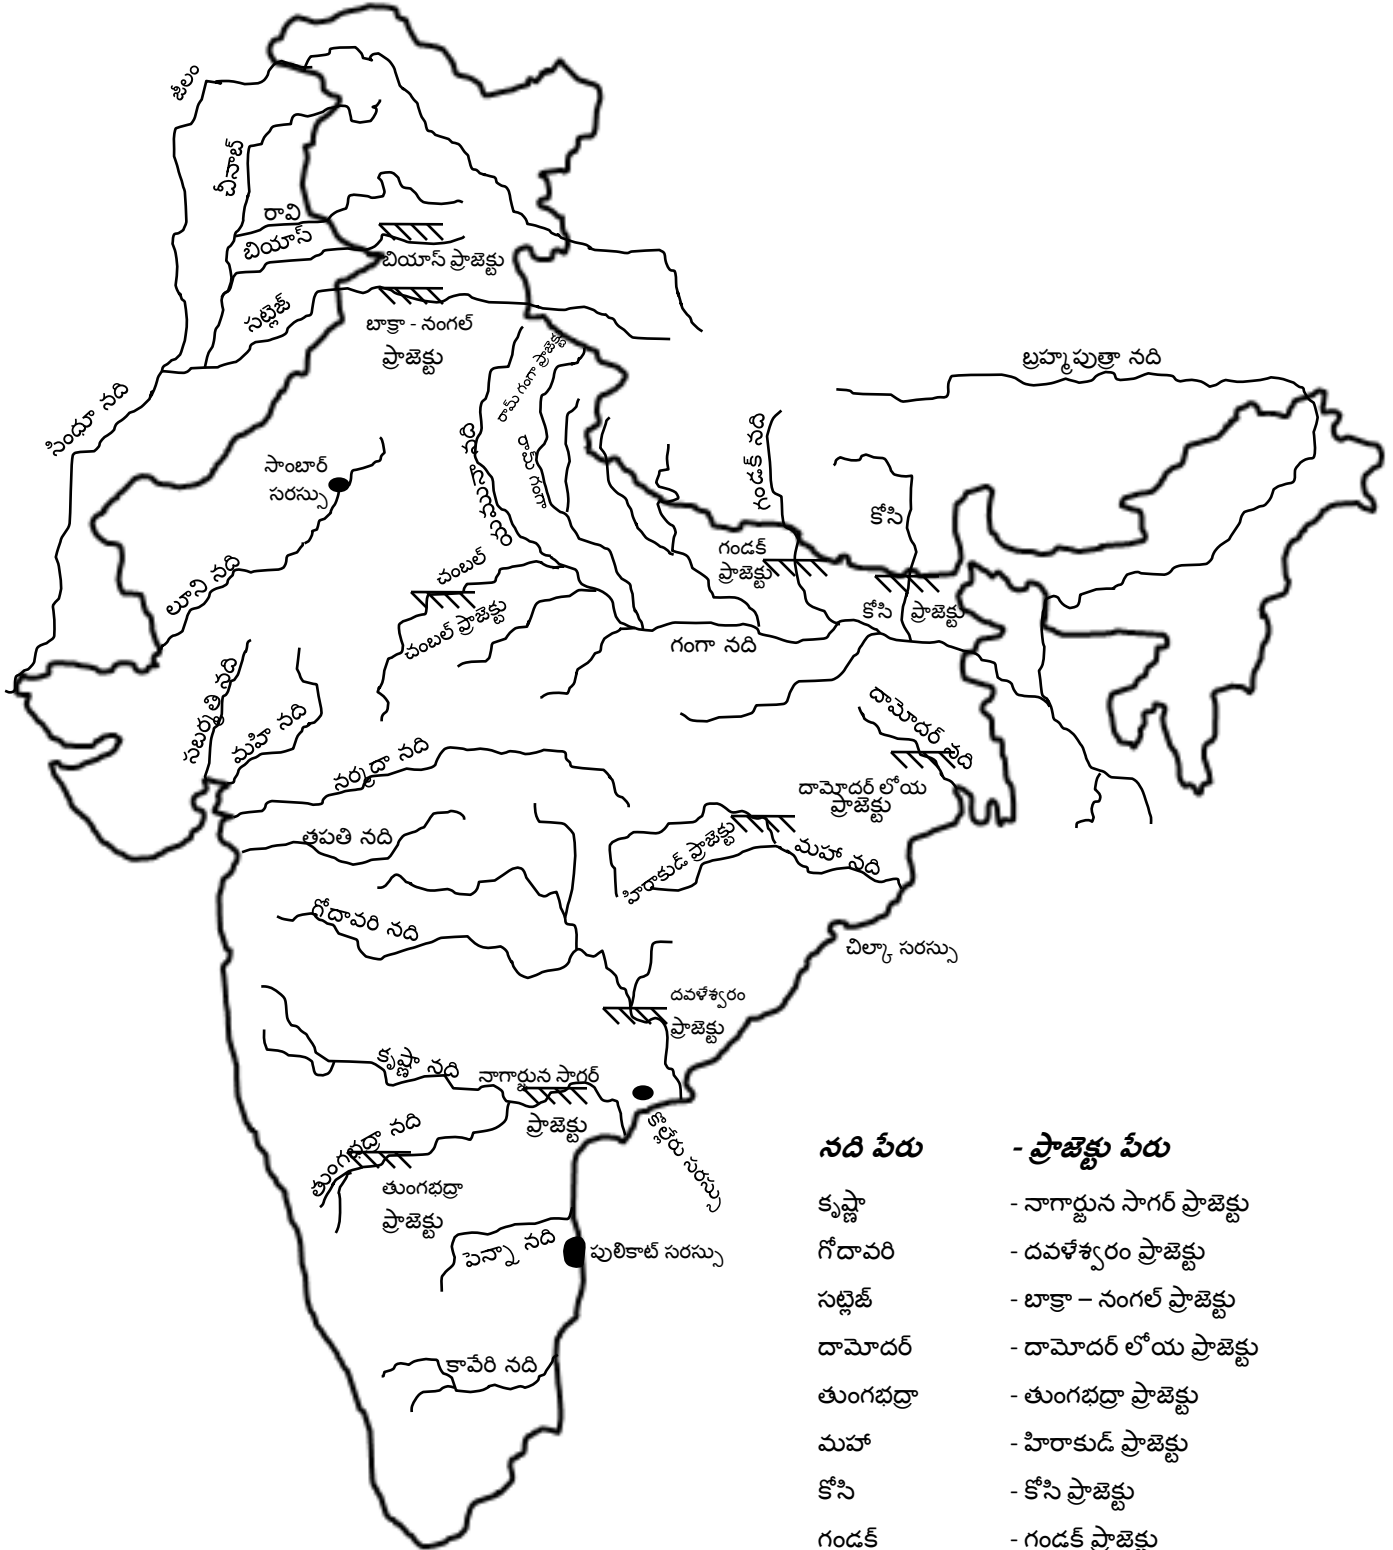 జీలం
చీనాబ్
రావి
బియాస్
బియాస్ ప్రాజెక్టు
సట్లెజ్
బాక్రా - నంగల్
ప్రాజెక్టు
సింధూ నది
రామ్ గంగా ప్రాజెక్ట్
రామ్ గంగా
యమునా నది
బ్రహ్మపుత్రా నది
గండక్ నది
కోసి
సాంబార్
సరస్సు
గండక్
ప్రాజెక్టు
కోసి ప్రాజెక్టు
లూని నది
చంబల్
చంబల్ ప్రాజెక్టు
గంగా నది
సబర్మతి నది
మహి నది
నర్మదా నది
దామోదర్ నది
దామోదర్ లోయ
ప్రాజెక్టు
తపతి నది
హిరాకుడ్ ప్రాజెక్టు
మహా నది
గోదావరి నది
చిల్కా సరస్సు
దవళేశ్వరం
ప్రాజెక్టు
కృష్ణా నది
నాగార్జున సాగర్
ప్రాజెక్టు
కొల్లేరు సరస్సు
తుంగభద్రా నది
తుంగభద్రా
ప్రాజెక్టు
పెన్నా నది
పులికాట్ సరస్సు
కావేరి నది
నది పేరు - ప్రాజెక్టు పేరు
కృష్ణా - నాగార్జున సాగర్ ప్రాజెక్టు
గోదావరి - దవళేశ్వరం ప్రాజెక్టు
సట్లెజ్ - బాక్రా – నంగల్ ప్రాజెక్టు
దామోదర్ - దామోదర్ లోయ ప్రాజెక్టు
తుంగభద్రా - తుంగభద్రా ప్రాజెక్టు
మహా - హిరాకుడ్ ప్రాజెక్టు
కోసి - కోసి ప్రాజెక్టు
గండక్ - గండక్ ప్రాజెక్టు